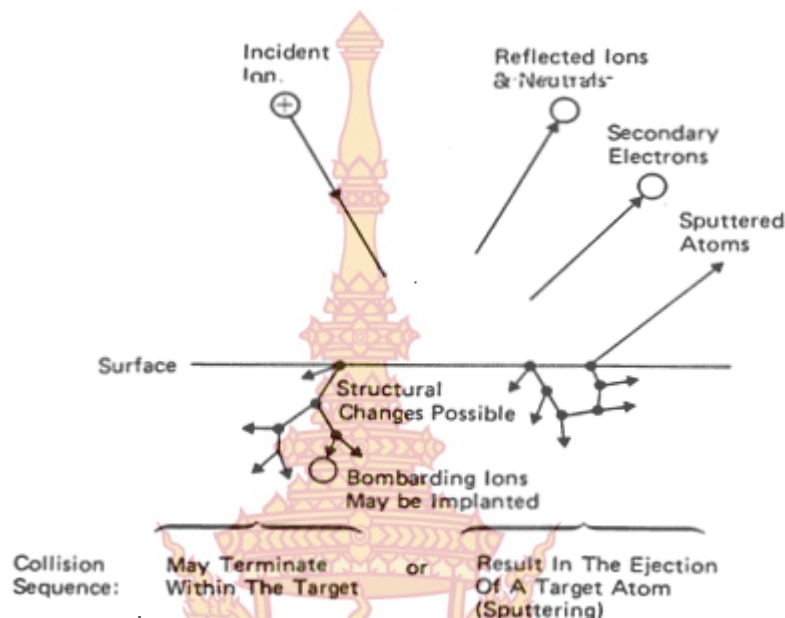 Incident
Ion.
Reflected Ions
& Neutrals
Secondary
Electrons
Sputtered
Atoms
Surface
Structural
Changes Possible
Bombarding Ions
May be Implanted
Collision
Sequence:
May Terminate
Within The Target
or
Result In The Ejection
Of A Target Atom
(Sputtering)